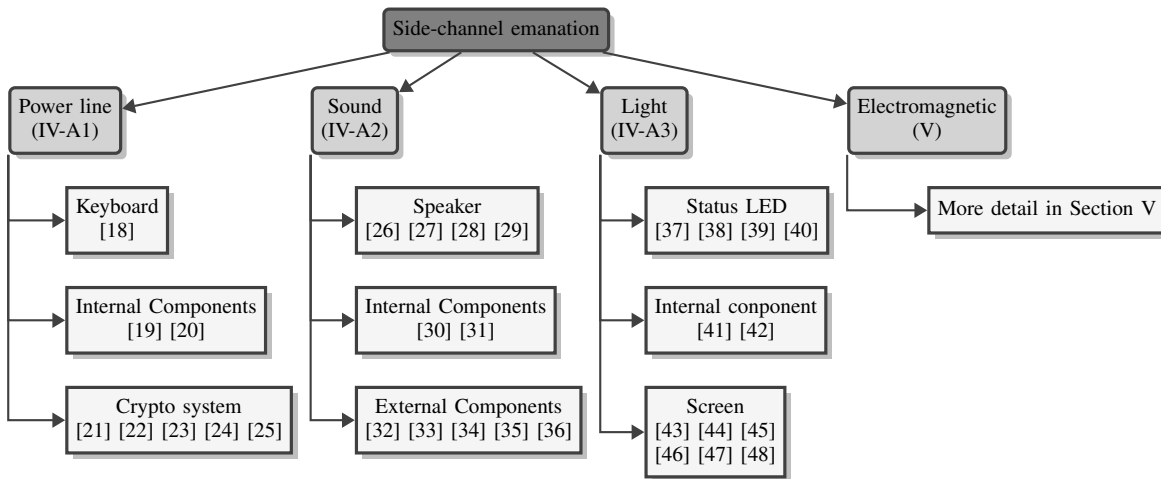 Side-channel emanation
Power line
(IV-A1)
Sound
(IV-A2)
Light
(IV-A3)
Electromagnetic
(V)
Keyboard
[18]
Internal Components
[19] [20]
Crypto system
[21] [22] [23] [24] [25]
Speaker
[26] [27] [28] [29]
Internal Components
[30] [31]
External Components
[32] [33] [34] [35] [36]
Status LED
[37] [38] [39] [40]
Internal component
[41] [42]
Screen
[43] [44] [45]
[46] [47] [48]
More detail in Section V